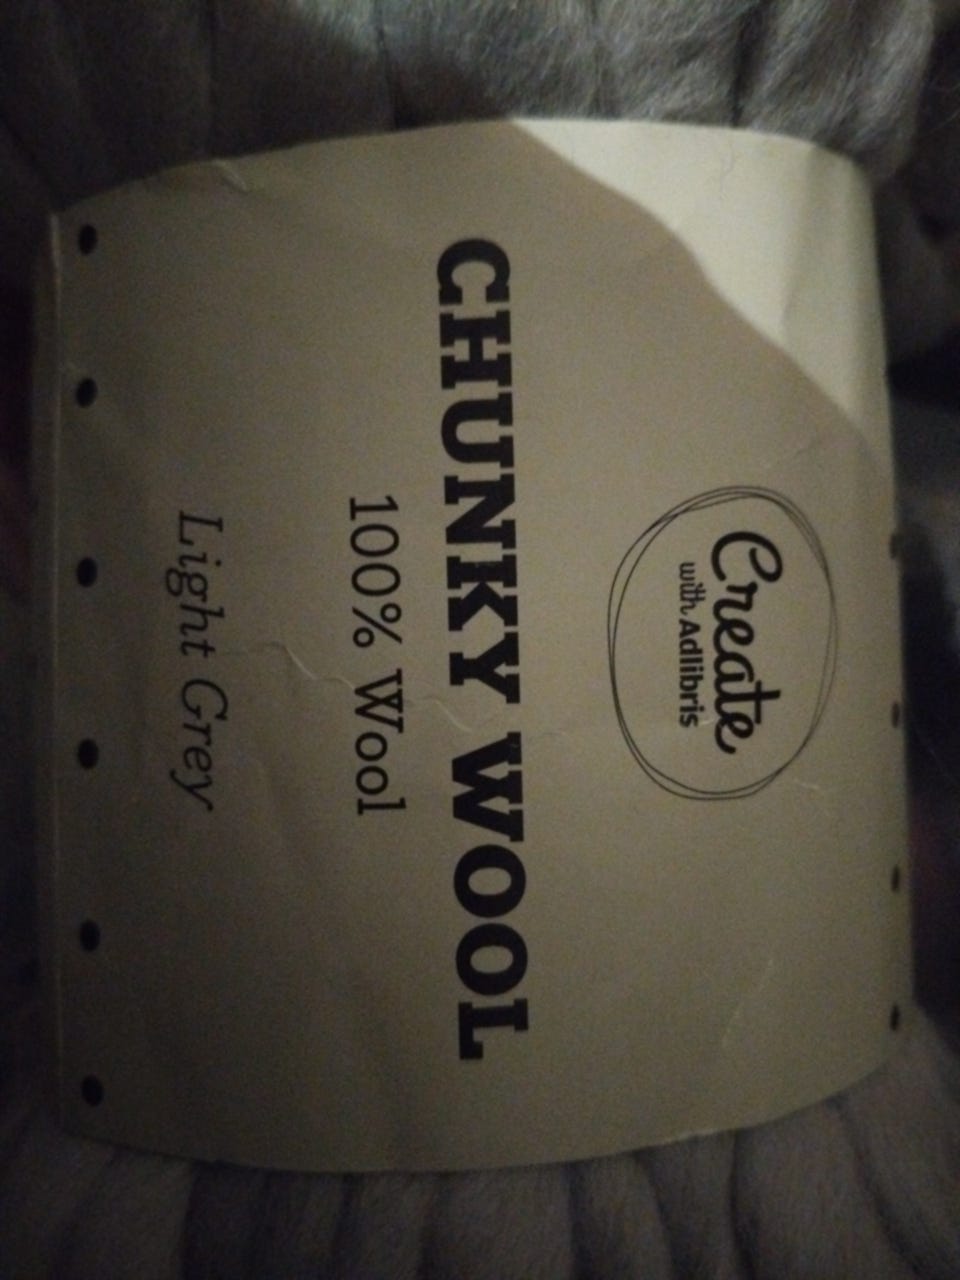 Create
with Adlibris
CHUNKY WOOL
100% Wool
Light Grey